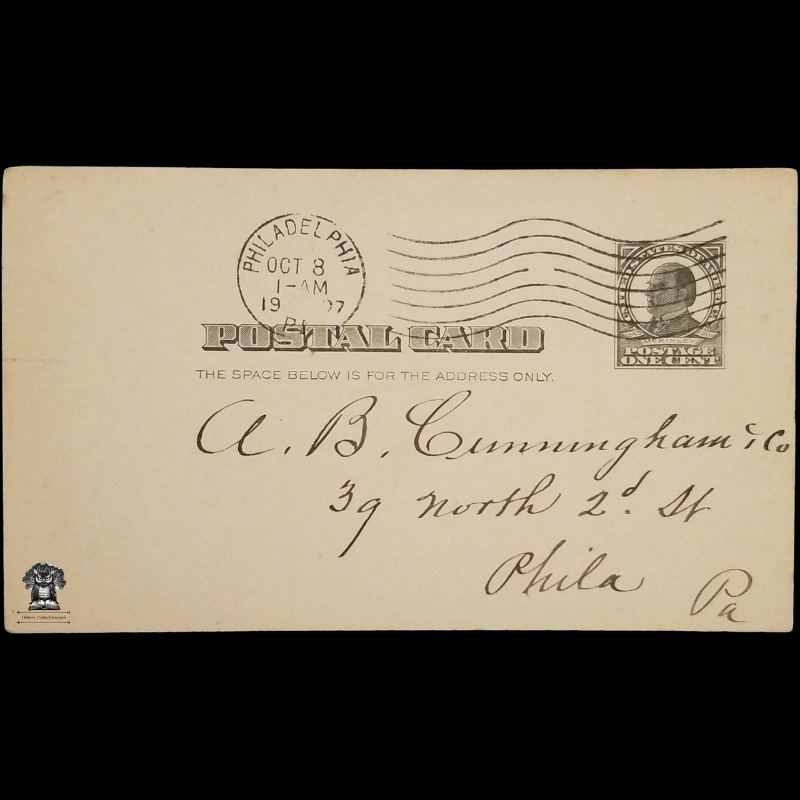 PHILADELPHIA
OCT 8
1-AM
19 07
PA
UNITED STATES OF AMERICA
McKINLEY
POSTAGE
ONE CENT
POSTAL CARD
THE SPACE BELOW IS FOR THE ADDRESS ONLY.
A. B. Cunningham & Co
39 North 2d. St
Phila Pa